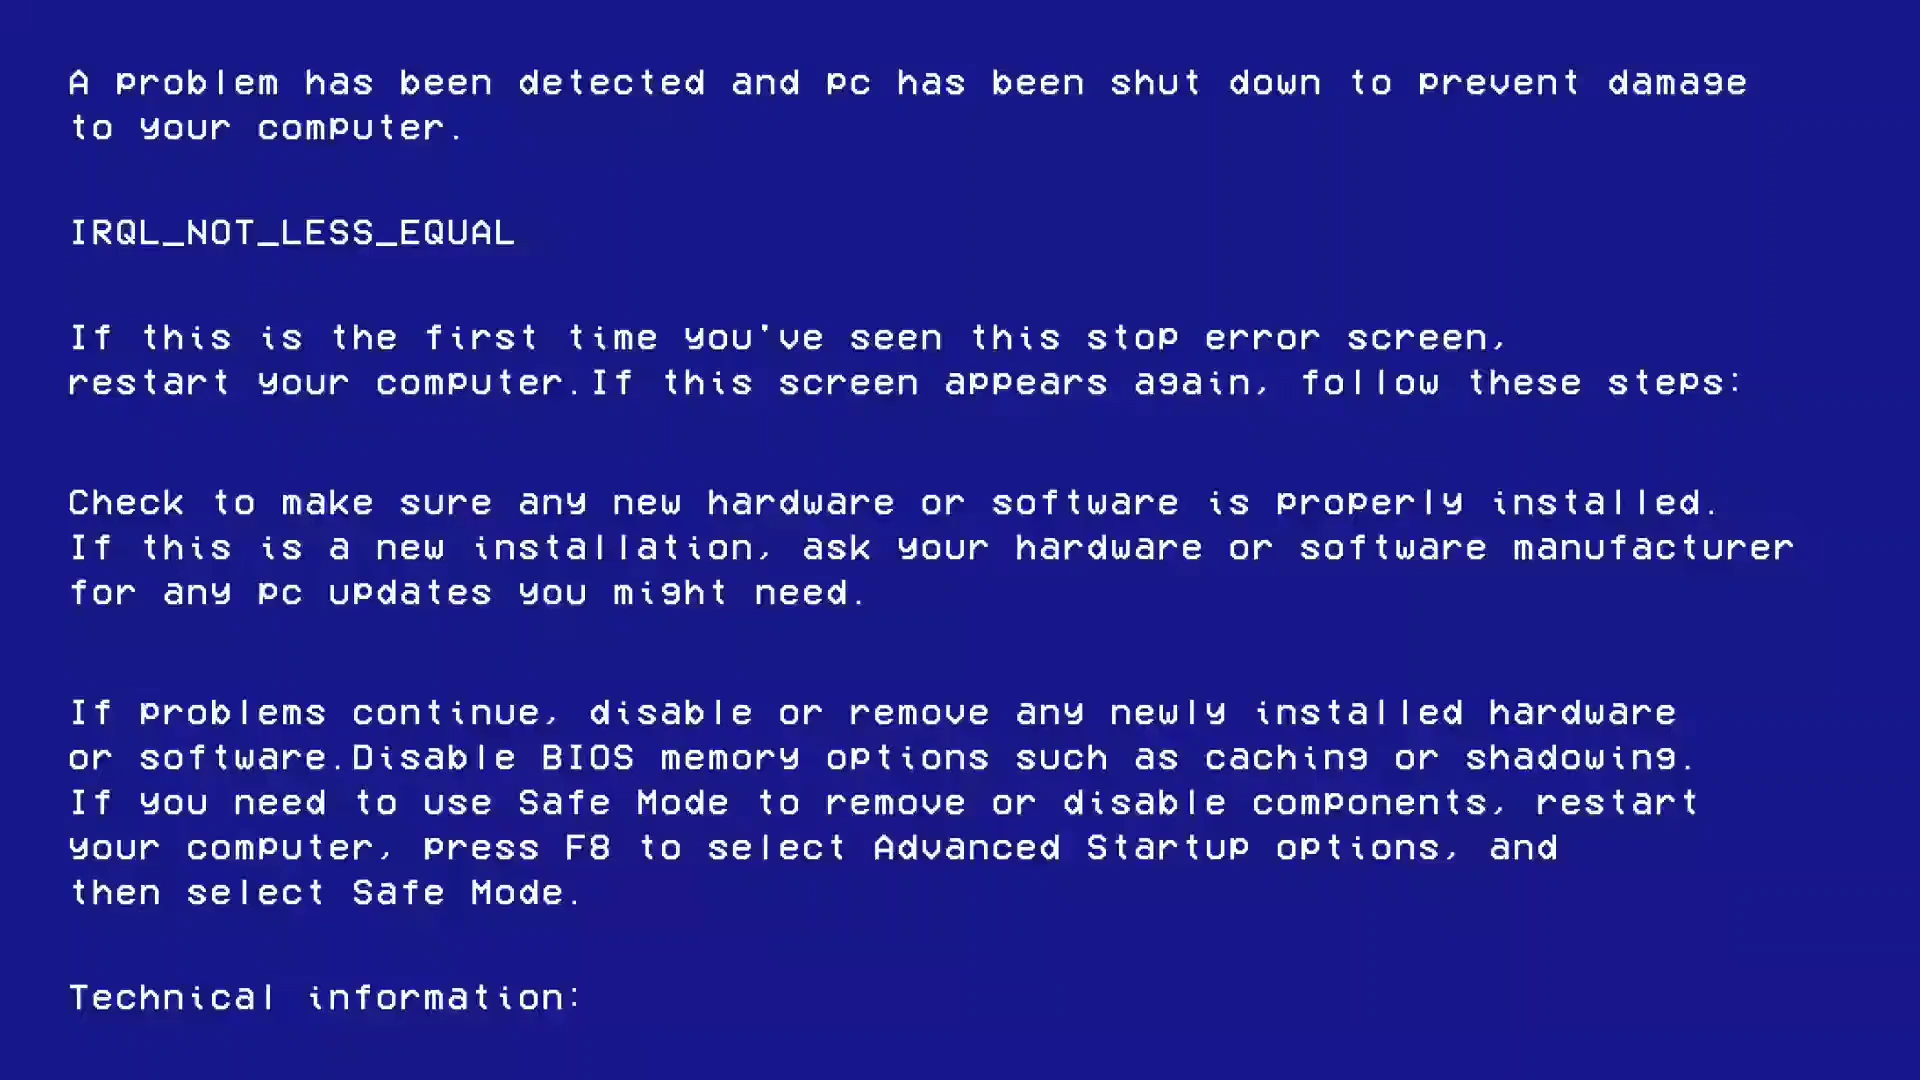 A problem has been detected and pc has been shut down to prevent damage
to your computer.
IRQL_NOT_LESS_EQUAL
If this is the first time you've seen this stop error screen,
restart your computer.If this screen appears again, follow these steps:
Check to make sure any new hardware or software is properly installed.
If this is a new installation, ask your hardware or software manufacturer
for any pc updates you might need.
If problems continue, disable or remove any newly installed hardware
or software.Disable BIOS memory options such as caching or shadowing.
If you need to use Safe Mode to remove or disable components, restart
your computer, press F8 to select Advanced Startup options, and
then select Safe Mode.
Technical information: